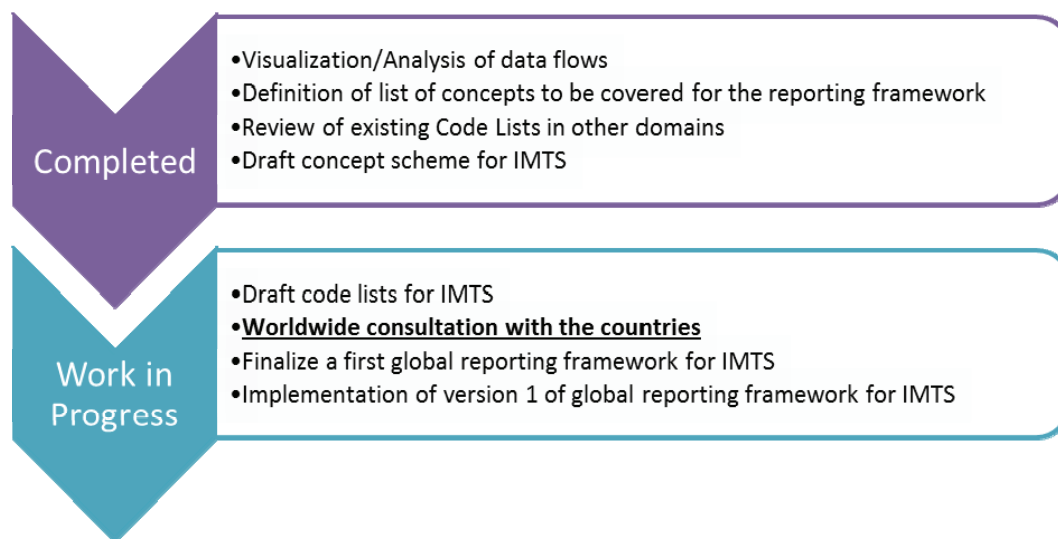 Completed
•Visualization/Analysis of data flows
•Definition of list of concepts to be covered for the reporting framework
•Review of existing Code Lists in other domains
•Draft concept scheme for IMTS
Work in
Progress
•Draft code lists for IMTS
•Worldwide consultation with the countries
•Finalize a first global reporting framework for IMTS
•Implementation of version 1 of global reporting framework for IMTS